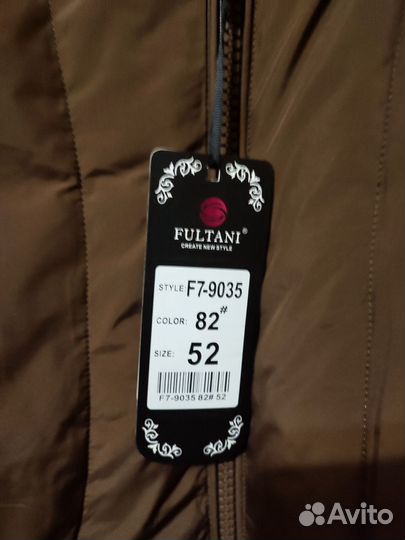 FULTANI®
CREATE NEW STYLE
STYLE: F7-9035
COLOR: 82#
SIZE: 52
F7-9035 82# 52
Avito